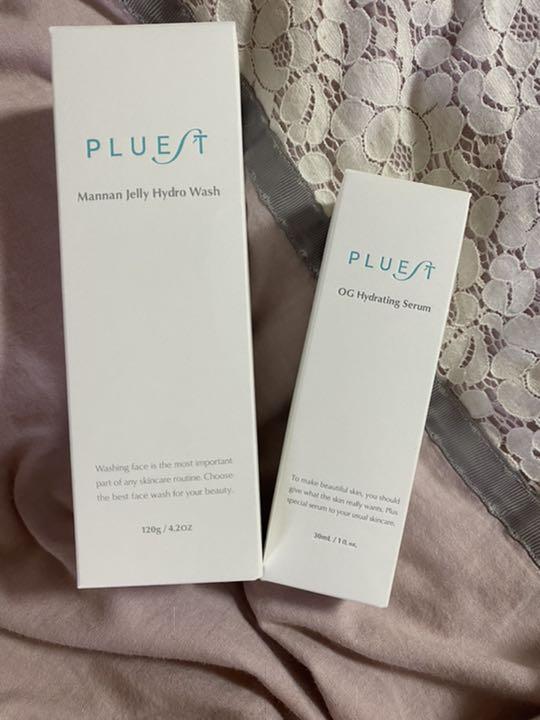 PLUEST
Mannan Jelly Hydro Wash
Washing face is the most important
part of any skincare routine. Choose
the best face wash for your beauty.
120g / 4.2OZ
PLUEST
OG Hydrating Serum
To make beautiful skin, you should
give what the skin really wants. Plus
special serum to your usual skincare.
30mL / 1 fl. oz.